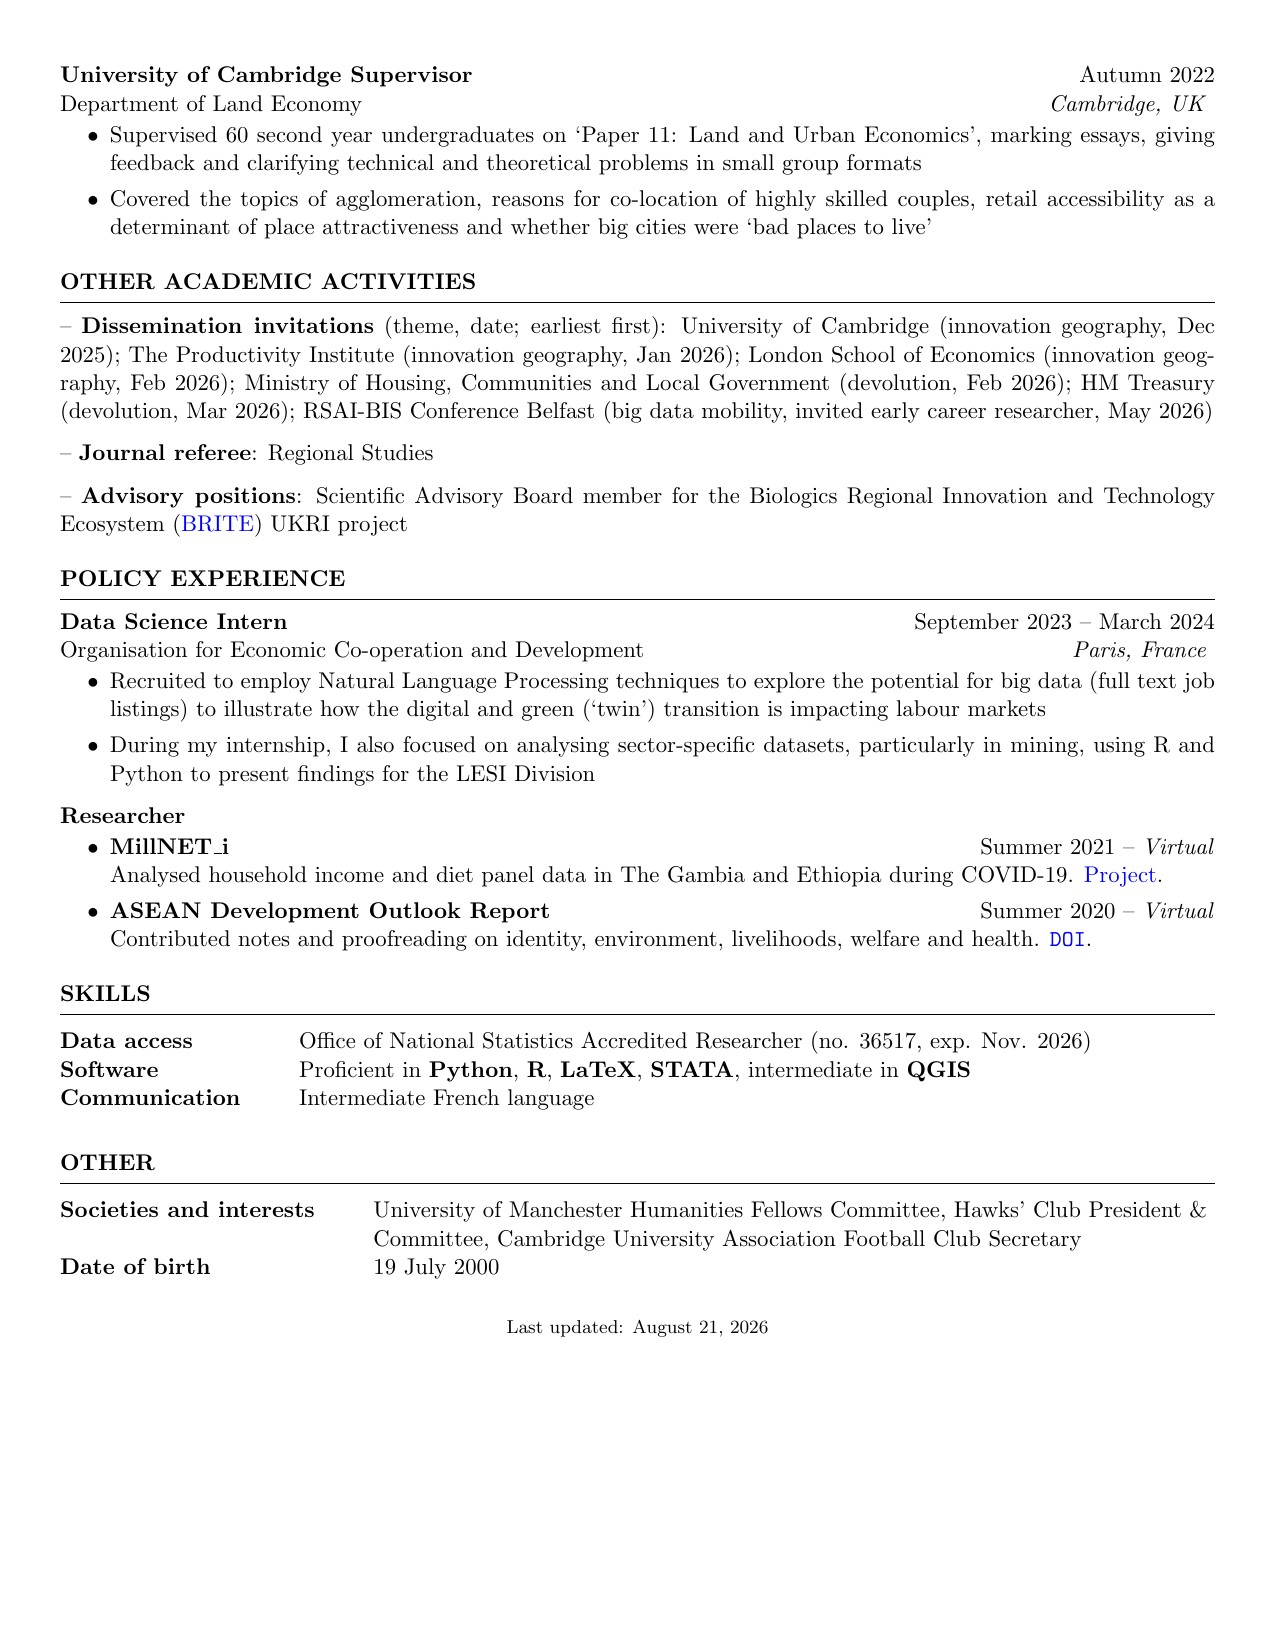 University of Cambridge Supervisor Autumn 2022
Department of Land Economy Cambridge, UK
• Supervised 60 second year undergraduates on ‘Paper 11: Land and Urban Economics’, marking essays, giving
feedback and clarifying technical and theoretical problems in small group formats
• Covered the topics of agglomeration, reasons for co-location of highly skilled couples, retail accessibility as a
determinant of place attractiveness and whether big cities were ‘bad places to live’
OTHER ACADEMIC ACTIVITIES
– Dissemination invitations (theme, date; earliest first): University of Cambridge (innovation geography, Dec
2025); The Productivity Institute (innovation geography, Jan 2026); London School of Economics (innovation geog-
raphy, Feb 2026); Ministry of Housing, Communities and Local Government (devolution, Feb 2026); HM Treasury
(devolution, Mar 2026); RSAI-BIS Conference Belfast (big data mobility, invited early career researcher, May 2026)
– Journal referee: Regional Studies
– Advisory positions: Scientific Advisory Board member for the Biologics Regional Innovation and Technology
Ecosystem (BRITE) UKRI project
POLICY EXPERIENCE
Data Science Intern September 2023 – March 2024
Organisation for Economic Co-operation and Development Paris, France
• Recruited to employ Natural Language Processing techniques to explore the potential for big data (full text job
listings) to illustrate how the digital and green (‘twin’) transition is impacting labour markets
• During my internship, I also focused on analysing sector-specific datasets, particularly in mining, using R and
Python to present findings for the LESI Division
Researcher
• MillNET_i Summer 2021 – Virtual
Analysed household income and diet panel data in The Gambia and Ethiopia during COVID-19. Project.
• ASEAN Development Outlook Report Summer 2020 – Virtual
Contributed notes and proofreading on identity, environment, livelihoods, welfare and health. DOI.
SKILLS
Data access Office of National Statistics Accredited Researcher (no. 36517, exp. Nov. 2026)
Software Proficient in Python, R, LaTeX, STATA, intermediate in QGIS
Communication Intermediate French language
OTHER
Societies and interests University of Manchester Humanities Fellows Committee, Hawks’ Club President &
Committee, Cambridge University Association Football Club Secretary
Date of birth 19 July 2000
Last updated: August 21, 2026